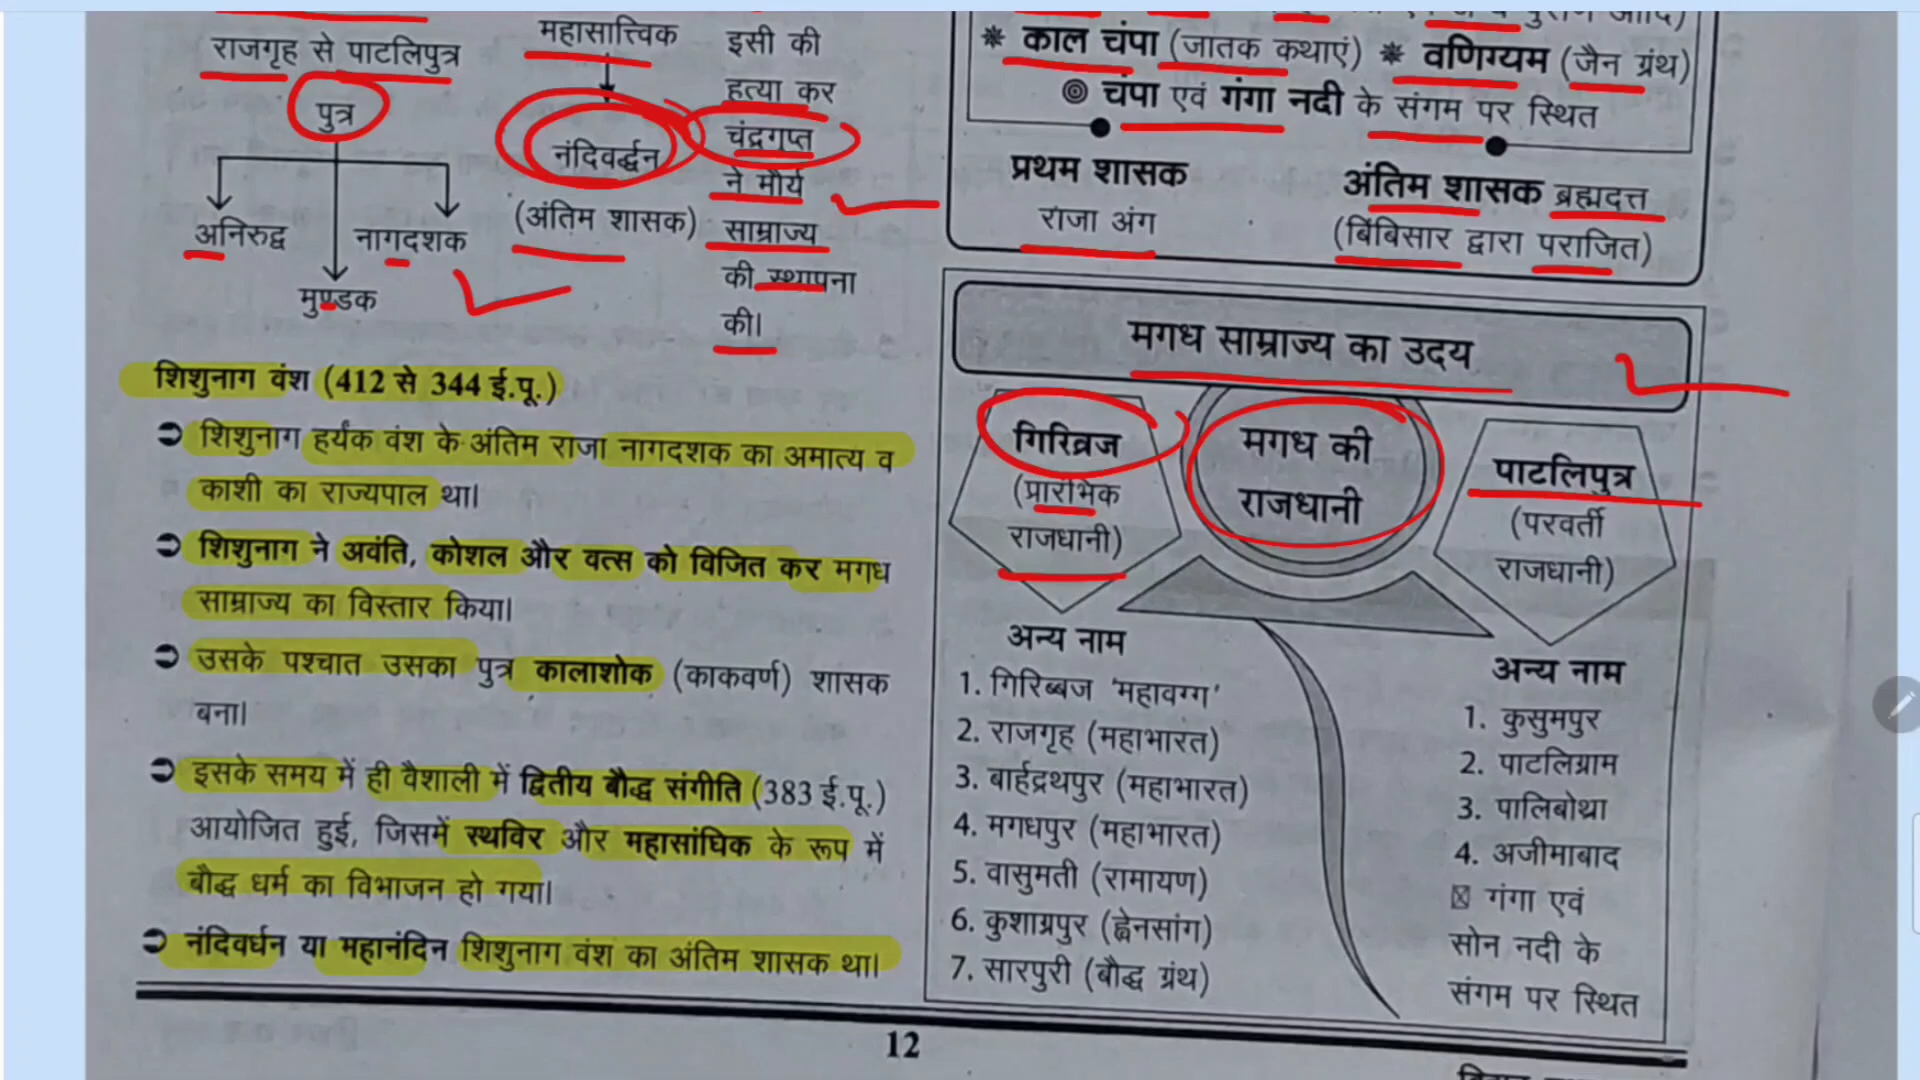 राजगृह से पाटलिपुत्र
पुत्र
अनिरुद्व
नागदशक
मुण्डक
महासात्त्विक
नंदिवर्द्धन
(अंतिम शासक)
इसी की
हत्या कर
चंद्रगुप्त
ने मौर्य
साम्राज्य
की स्थापना
की।
शिशुनाग वंश (412 से 344 ई.पू.)
➲ शिशुनाग हर्यंक वंश के अंतिम राजा नागदशक का अमात्य व
काशी का राज्यपाल था।
➲ शिशुनाग ने अवंति, कोशल और वत्स को विजित कर मगध
साम्राज्य का विस्तार किया।
➲ उसके पश्चात उसका पुत्र कालाशोक (काकवर्ण) शासक
बना।
➲ इसके समय में ही वैशाली में द्वितीय बौद्ध संगीति (383 ई.पू.)
आयोजित हुई, जिसमें स्थविर और महासांघिक के रूप में
बौद्ध धर्म का विभाजन हो गया।
➲ नंदिवर्धन या महानंदिन शिशुनाग वंश का अंतिम शासक था।
पुराण आदि)
* काल चंपा (जातक कथाएं) * वणिग्यम (जैन ग्रंथ)
◎ चंपा एवं गंगा नदी के संगम पर स्थित
प्रथम शासक
राजा अंग
अंतिम शासक ब्रह्मदत्त
(बिंबिसार द्वारा पराजित)
मगध साम्राज्य का उदय
गिरिव्रज
(प्रारंभिक
राजधानी)
मगध की
राजधानी
पाटलिपुत्र
(परवर्ती
राजधानी)
अन्य नाम
1. गिरिब्बज 'महावग्ग'
2. राजगृह (महाभारत)
3. बार्हद्रथपुर (महाभारत)
4. मगधपुर (महाभारत)
5. वासुमती (रामायण)
6. कुशाग्रपुर (ह्वेनसांग)
7. सारपुरी (बौद्ध ग्रंथ)
अन्य नाम
1. कुसुमपुर
2. पाटलिग्राम
3. पालिबोथ्रा
4. अजीमाबाद
गंगा एवं
सोन नदी के
संगम पर स्थित
12